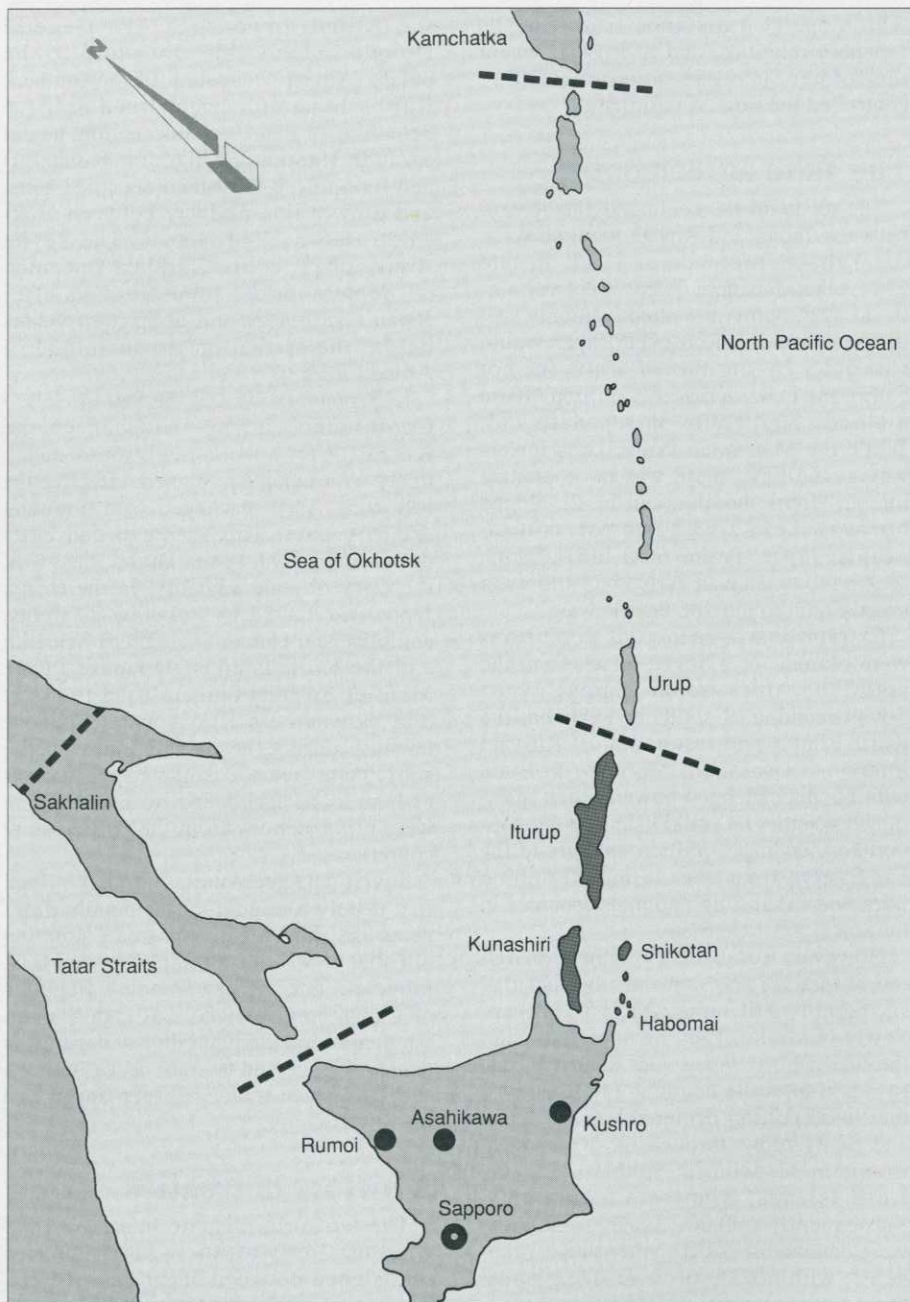 N
Kamchatka
North Pacific Ocean
Sea of Okhotsk
Urup
Sakhalin
Iturup
Kunashiri
Shikotan
Tatar Straits
Habomai
Asahikawa
Kushro
Rumoi
Sapporo